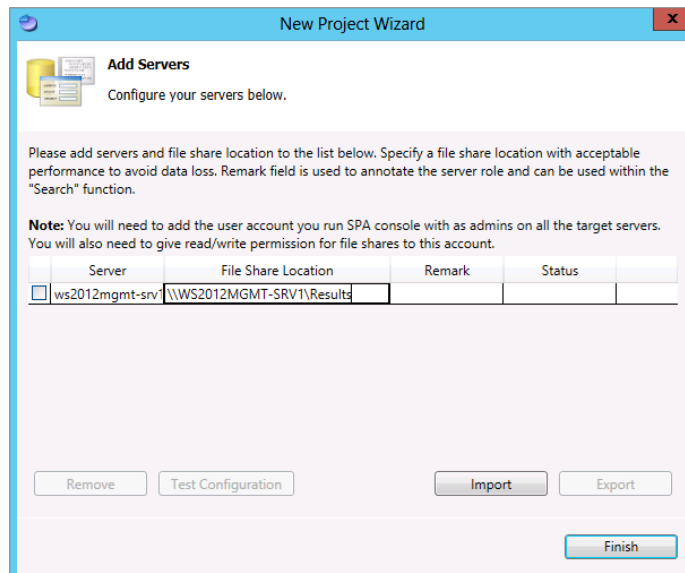 New Project Wizard
x
Add Servers
Configure your servers below.
Please add servers and file share location to the list below. Specify a file share location with acceptable
performance to avoid data loss. Remark field is used to annotate the server role and can be used within the
"Search" function.
Note: You will need to add the user account you run SPA console with as admins on all the target servers.
You will also need to give read/write permission for file shares to this account.
Server File Share Location Remark Status
ws2012mgmt-srv1 \\WS2012MGMT-SRV1\Results
Remove Test Configuration Import Export
Finish